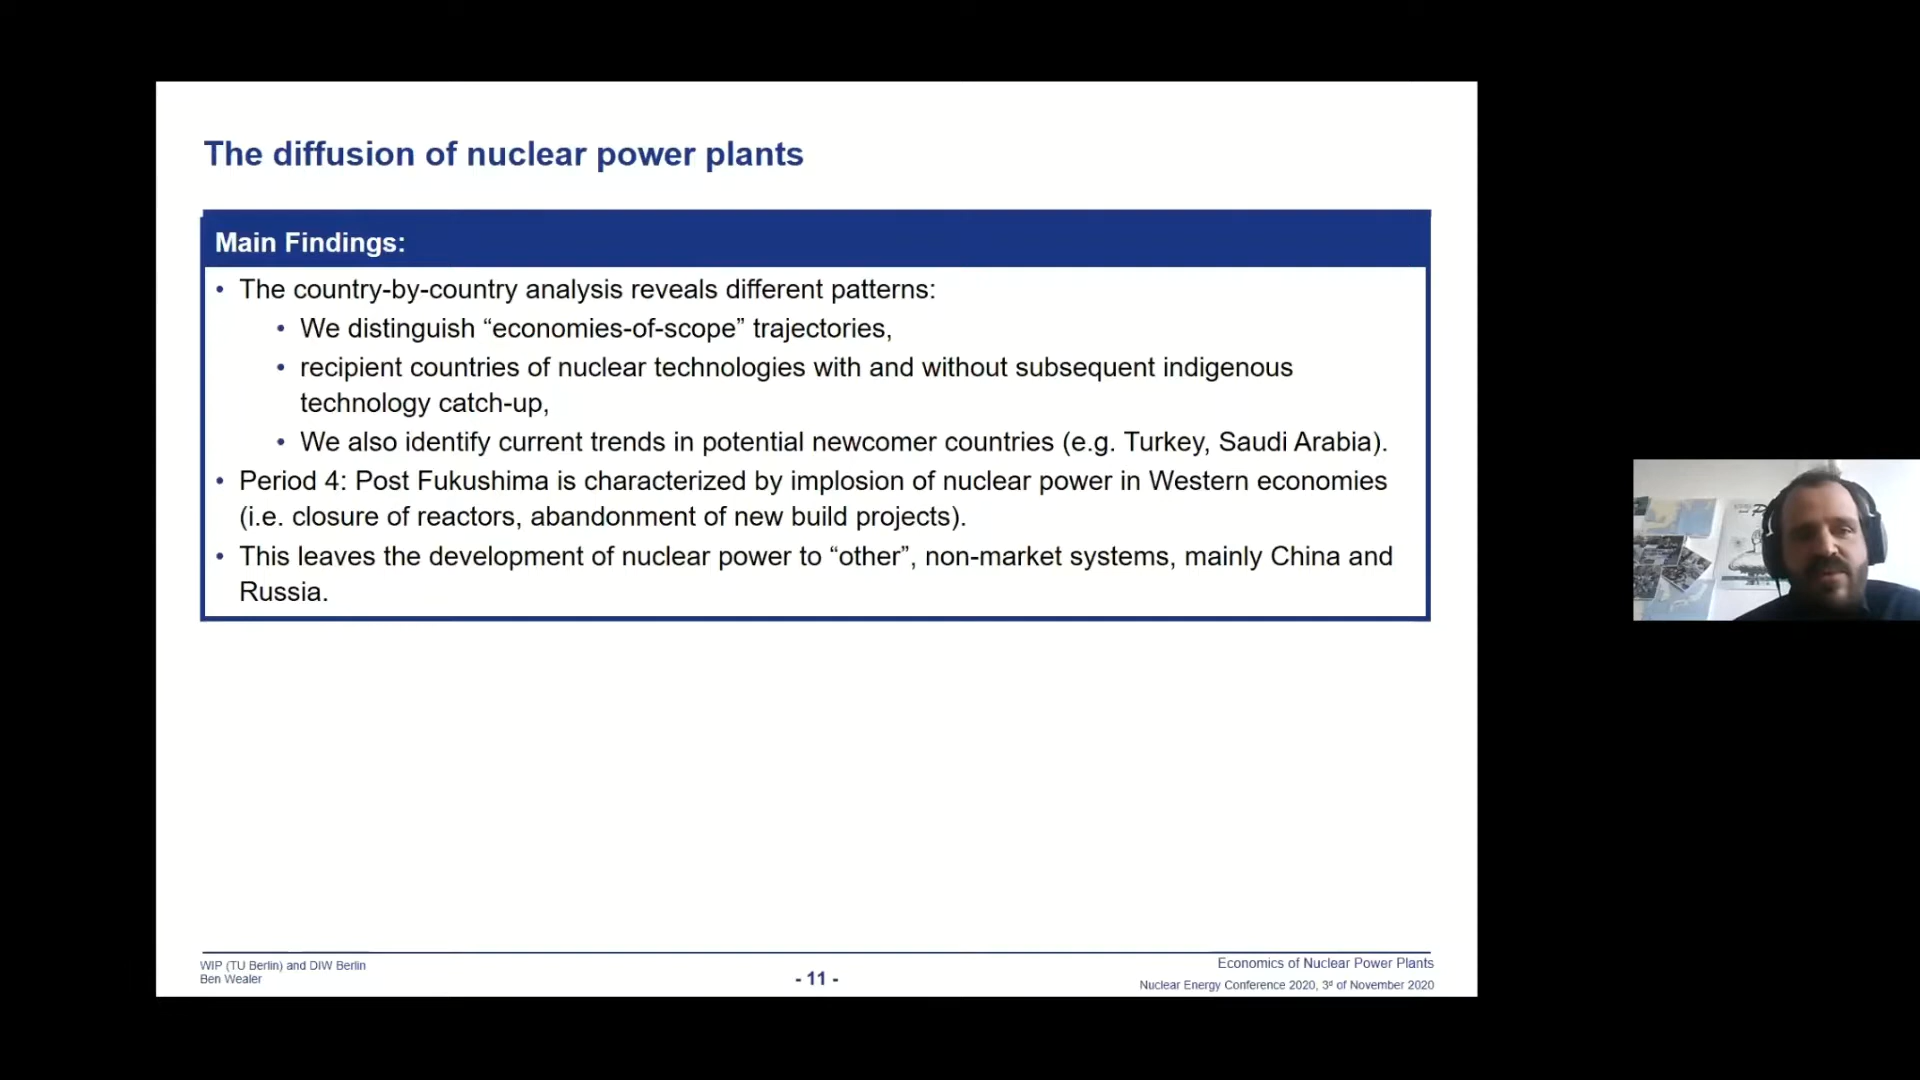 The diffusion of nuclear power plants
Main Findings:
• The country-by-country analysis reveals different patterns:
• We distinguish “economies-of-scope” trajectories,
• recipient countries of nuclear technologies with and without subsequent indigenous
technology catch-up,
• We also identify current trends in potential newcomer countries (e.g. Turkey, Saudi Arabia).
• Period 4: Post Fukushima is characterized by implosion of nuclear power in Western economies
(i.e. closure of reactors, abandonment of new build projects).
• This leaves the development of nuclear power to “other”, non-market systems, mainly China and
Russia.
WIP (TU Berlin) and DIW Berlin
Ben Wealer
- 11 -
Economics of Nuclear Power Plants
Nuclear Energy Conference 2020, 3ᵈ of November 2020